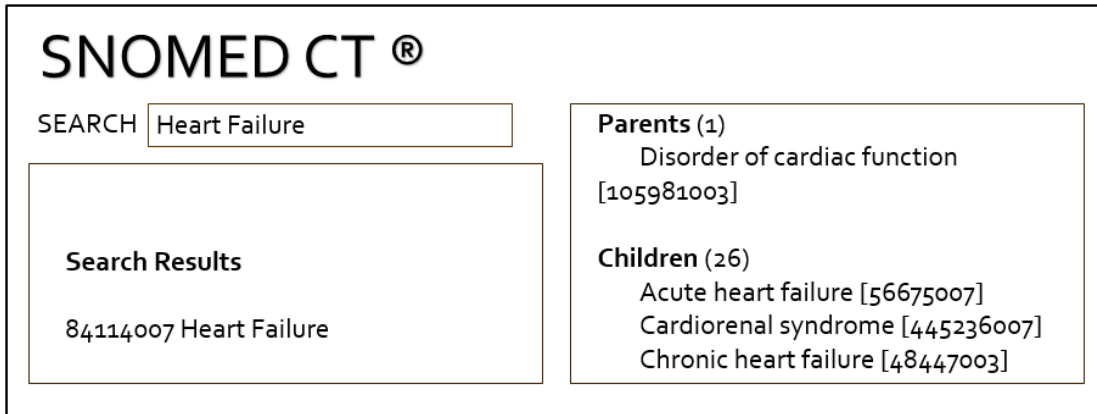 SNOMED CT ®
SEARCH Heart Failure
Search Results
84114007 Heart Failure
Parents (1)
Disorder of cardiac function
[105981003]
Children (26)
Acute heart failure [56675007]
Cardiorenal syndrome [445236007]
Chronic heart failure [48447003]